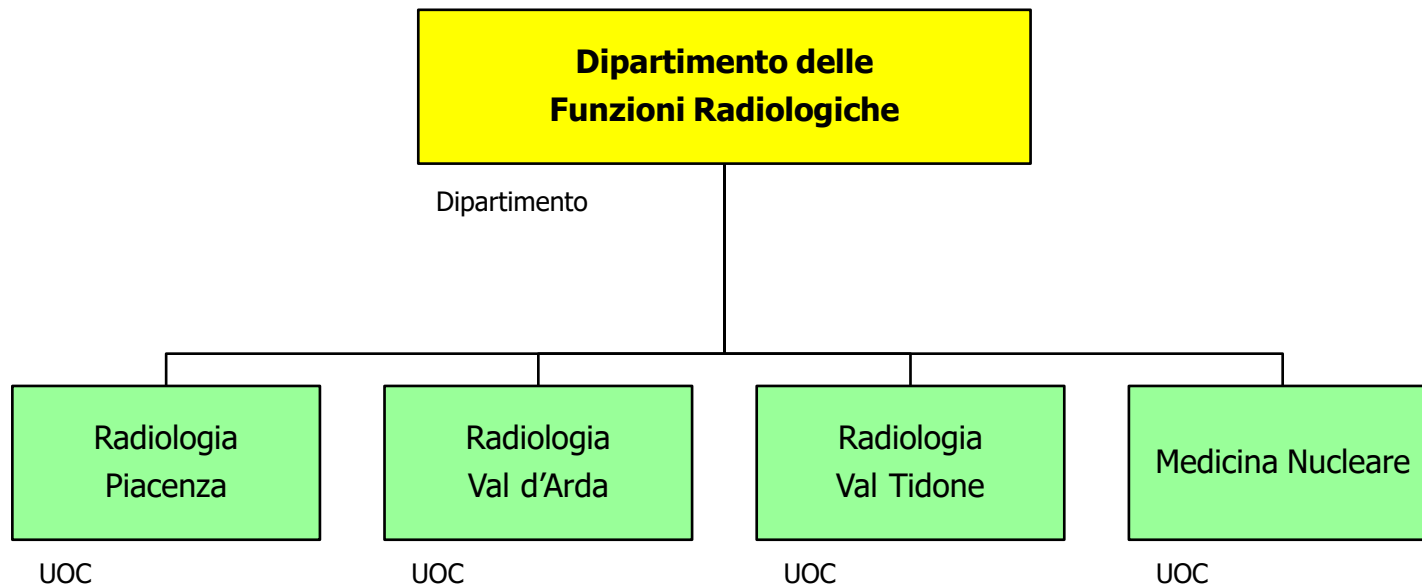 Dipartimento delle
Funzioni Radiologiche
Dipartimento
Radiologia
Piacenza
UOC
Radiologia
Val d’Arda
UOC
Radiologia
Val Tidone
UOC
Medicina Nucleare
UOC